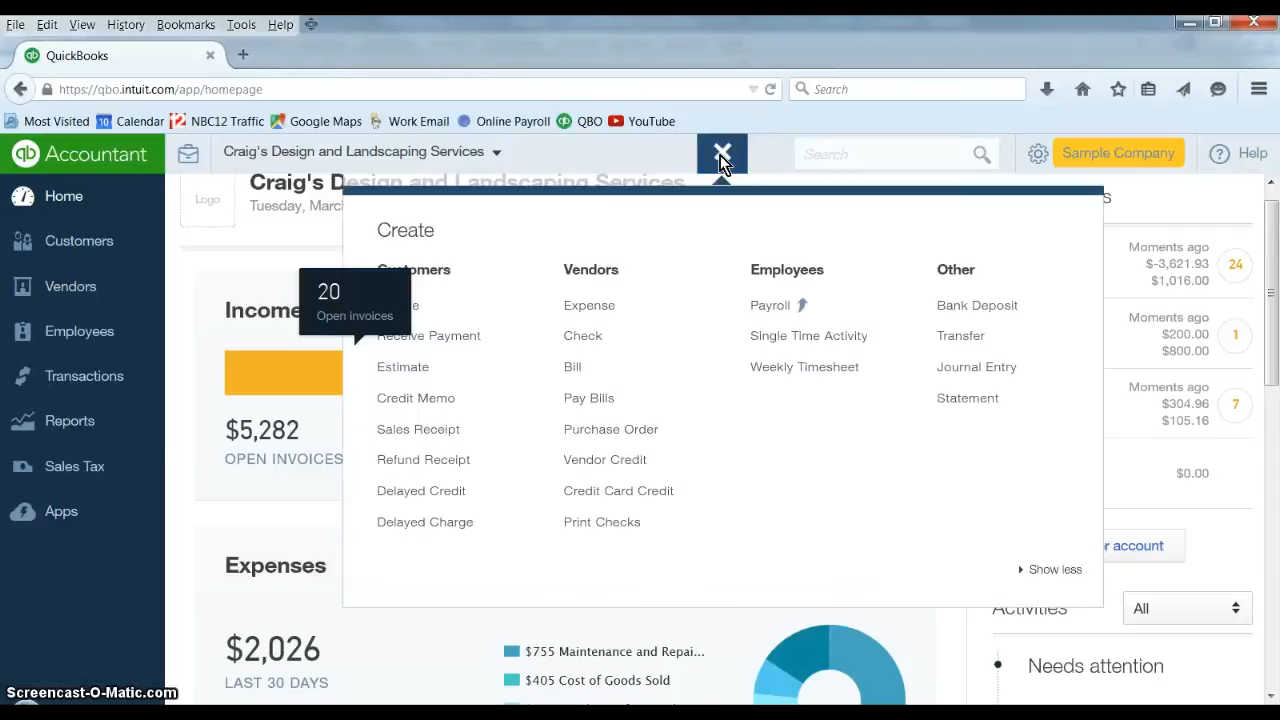 File Edit View History Bookmarks Tools Help
QuickBooks
https://qbo.intuit.com/app/homepage
Search
Most Visited
10 Calendar
NBC12 Traffic
Google Maps
Work Email
Online Payroll
QBO
YouTube
qb Accountant
Craig's Design and Landscaping Services
Search
Sample Company
Help
Home
Customers
Vendors
Employees
Transactions
Reports
Sales Tax
Apps
Logo
Craig's Design and Landscaping Services
Tuesday, Marc
Income
20
Open invoices
$5,282
OPEN INVOICES
Expenses
$2,026
LAST 30 DAYS
Create
Customers
Receive Payment
Estimate
Credit Memo
Sales Receipt
Refund Receipt
Delayed Credit
Delayed Charge
Vendors
Expense
Check
Bill
Pay Bills
Purchase Order
Vendor Credit
Credit Card Credit
Print Checks
Employees
Payroll
Single Time Activity
Weekly Timesheet
Other
Bank Deposit
Transfer
Journal Entry
Statement
Show less
$755 Maintenance and Repai...
$405 Cost of Goods Sold
Moments ago
$-3,621.93
$1,016.00
24
Moments ago
$200.00
$800.00
1
Moments ago
$304.96
$105.16
7
$0.00
r account
Activities
All
Needs attention
Screencast-O-Matic.com